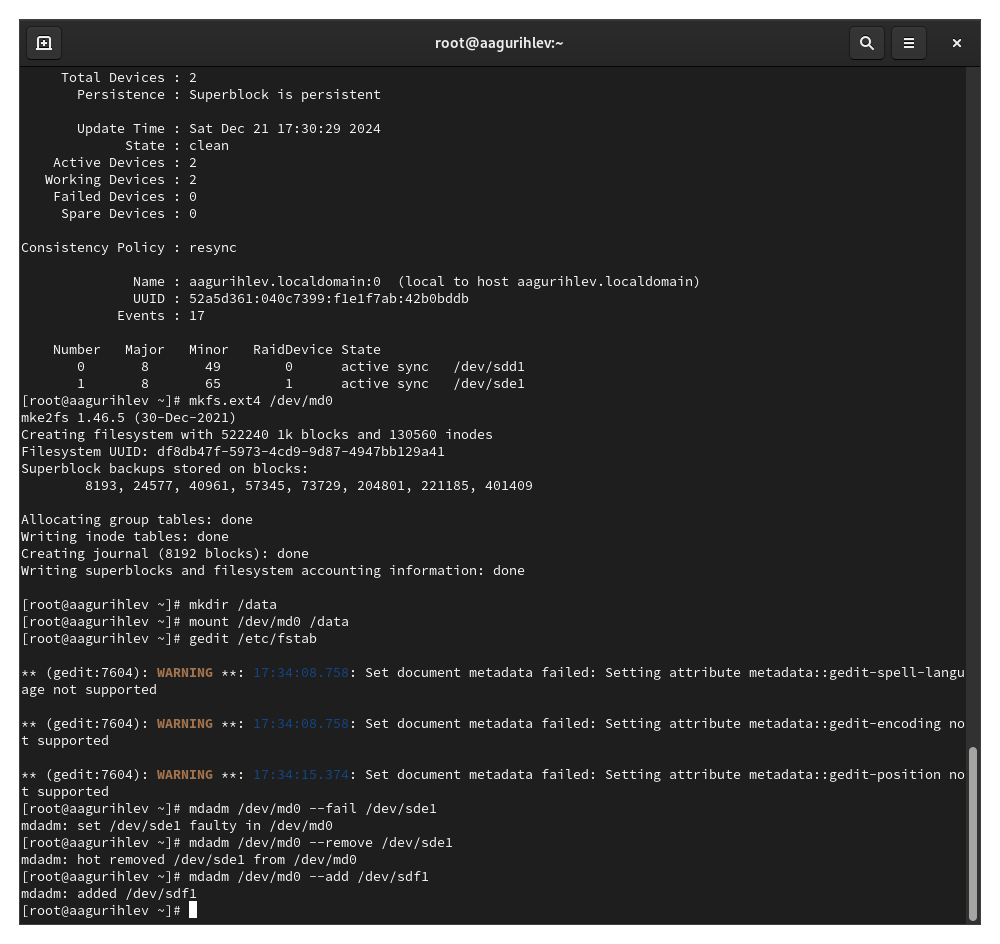 root@aagurihlev:~
Total Devices : 2
Persistence : Superblock is persistent
Update Time : Sat Dec 21 17:30:29 2024
State : clean
Active Devices : 2
Working Devices : 2
Failed Devices : 0
Spare Devices : 0
Consistency Policy : resync
Name : aagurihlev.localdomain:0  (local to host aagurihlev.localdomain)
UUID : 52a5d361:040c7399:f1e1f7ab:42b0bddb
Events : 17
Number   Major   Minor   RaidDevice State
0       8       49        0      active sync   /dev/sdd1
1       8       65        1      active sync   /dev/sde1
[root@aagurihlev ~]# mkfs.ext4 /dev/md0
mke2fs 1.46.5 (30-Dec-2021)
Creating filesystem with 522240 1k blocks and 130560 inodes
Filesystem UUID: df8db47f-5973-4cd9-9d87-4947bb129a41
Superblock backups stored on blocks:
8193, 24577, 40961, 57345, 73729, 204801, 221185, 401409
Allocating group tables: done
Writing inode tables: done
Creating journal (8192 blocks): done
Writing superblocks and filesystem accounting information: done
[root@aagurihlev ~]# mkdir /data
[root@aagurihlev ~]# mount /dev/md0 /data
[root@aagurihlev ~]# gedit /etc/fstab
** (gedit:7604): WARNING **: 17:34:08.758: Set document metadata failed: Setting attribute metadata::gedit-spell-langu
age not supported
** (gedit:7604): WARNING **: 17:34:08.758: Set document metadata failed: Setting attribute metadata::gedit-encoding no
t supported
** (gedit:7604): WARNING **: 17:34:15.374: Set document metadata failed: Setting attribute metadata::gedit-position no
t supported
[root@aagurihlev ~]# mdadm /dev/md0 --fail /dev/sde1
mdadm: set /dev/sde1 faulty in /dev/md0
[root@aagurihlev ~]# mdadm /dev/md0 --remove /dev/sde1
mdadm: hot removed /dev/sde1 from /dev/md0
[root@aagurihlev ~]# mdadm /dev/md0 --add /dev/sdf1
mdadm: added /dev/sdf1
[root@aagurihlev ~]#